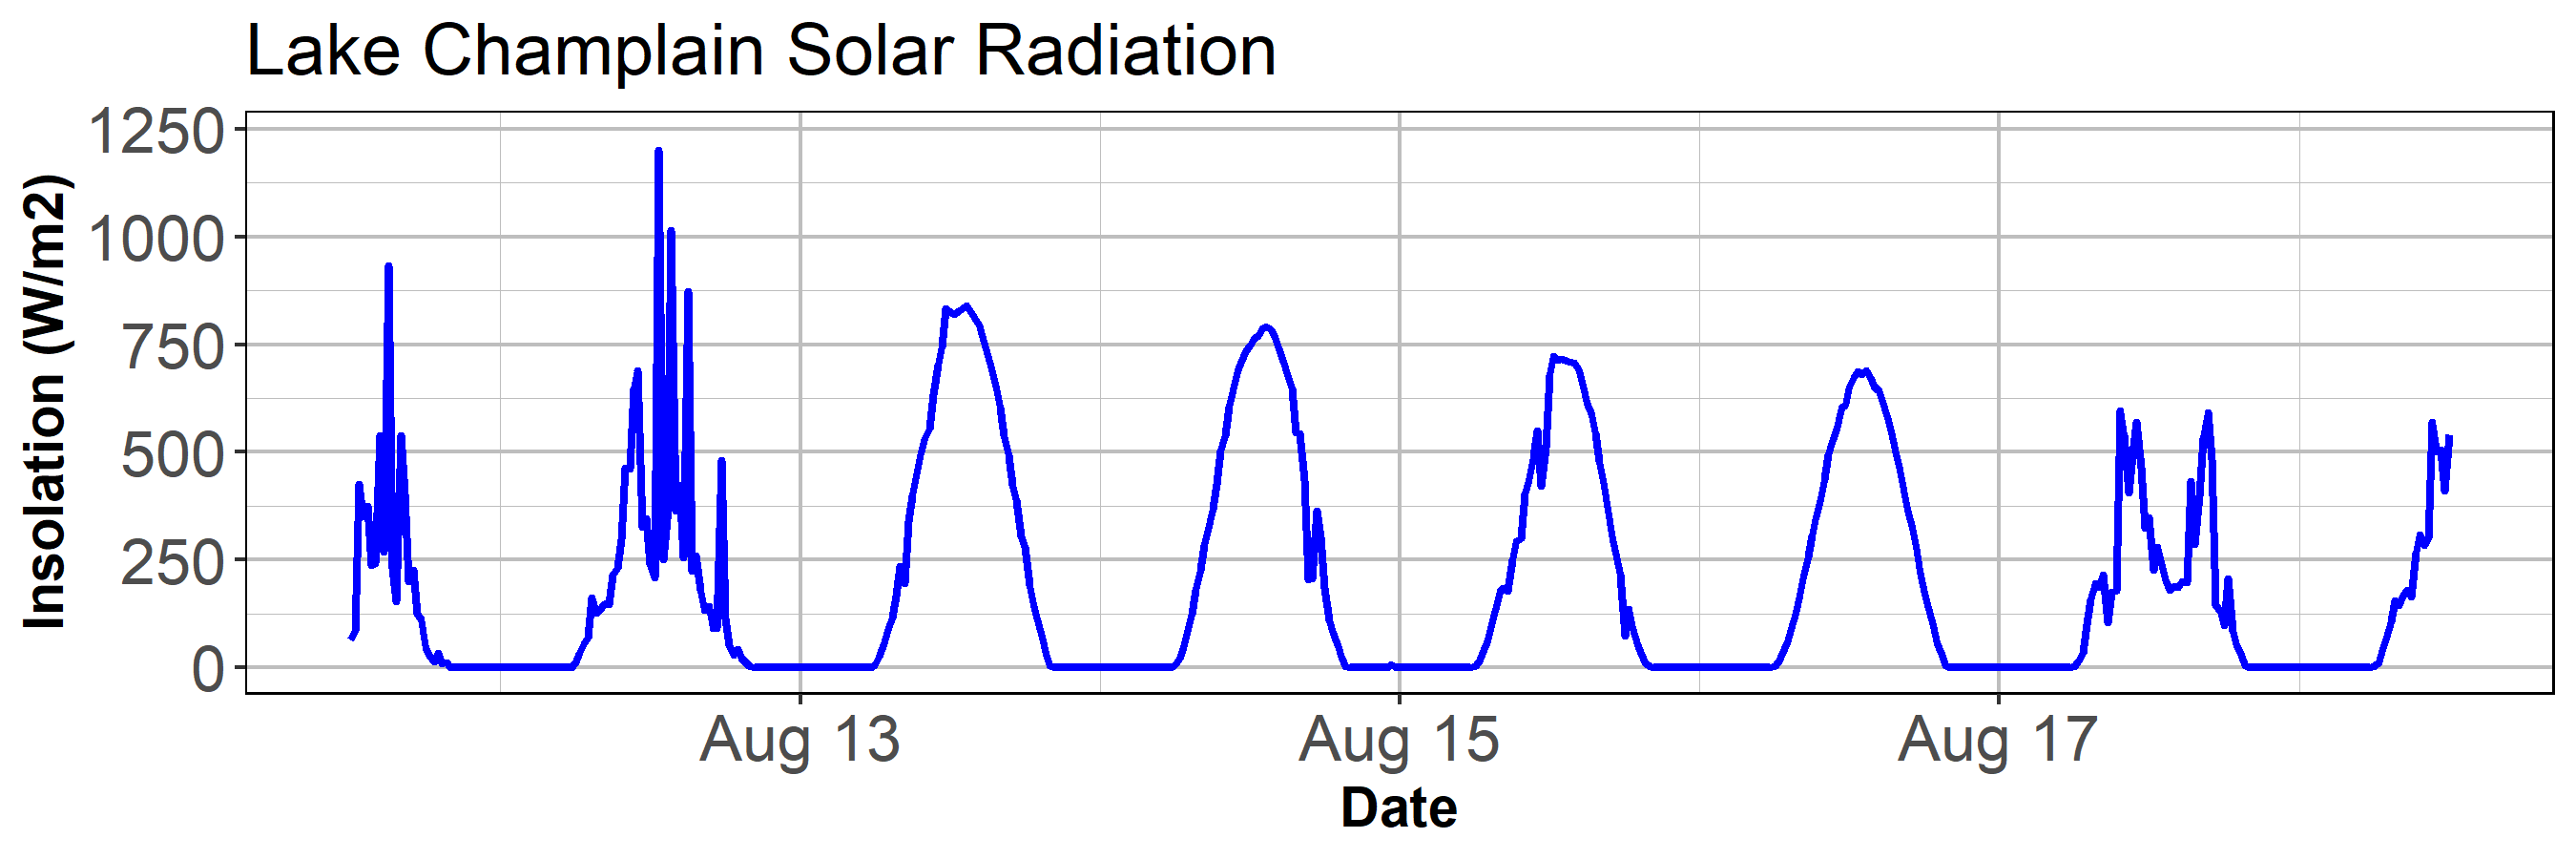 Lake Champlain Solar Radiation
Insolation (W/m2)
1250
1000
750
500
250
0
Aug 13 Aug 15 Aug 17
Date